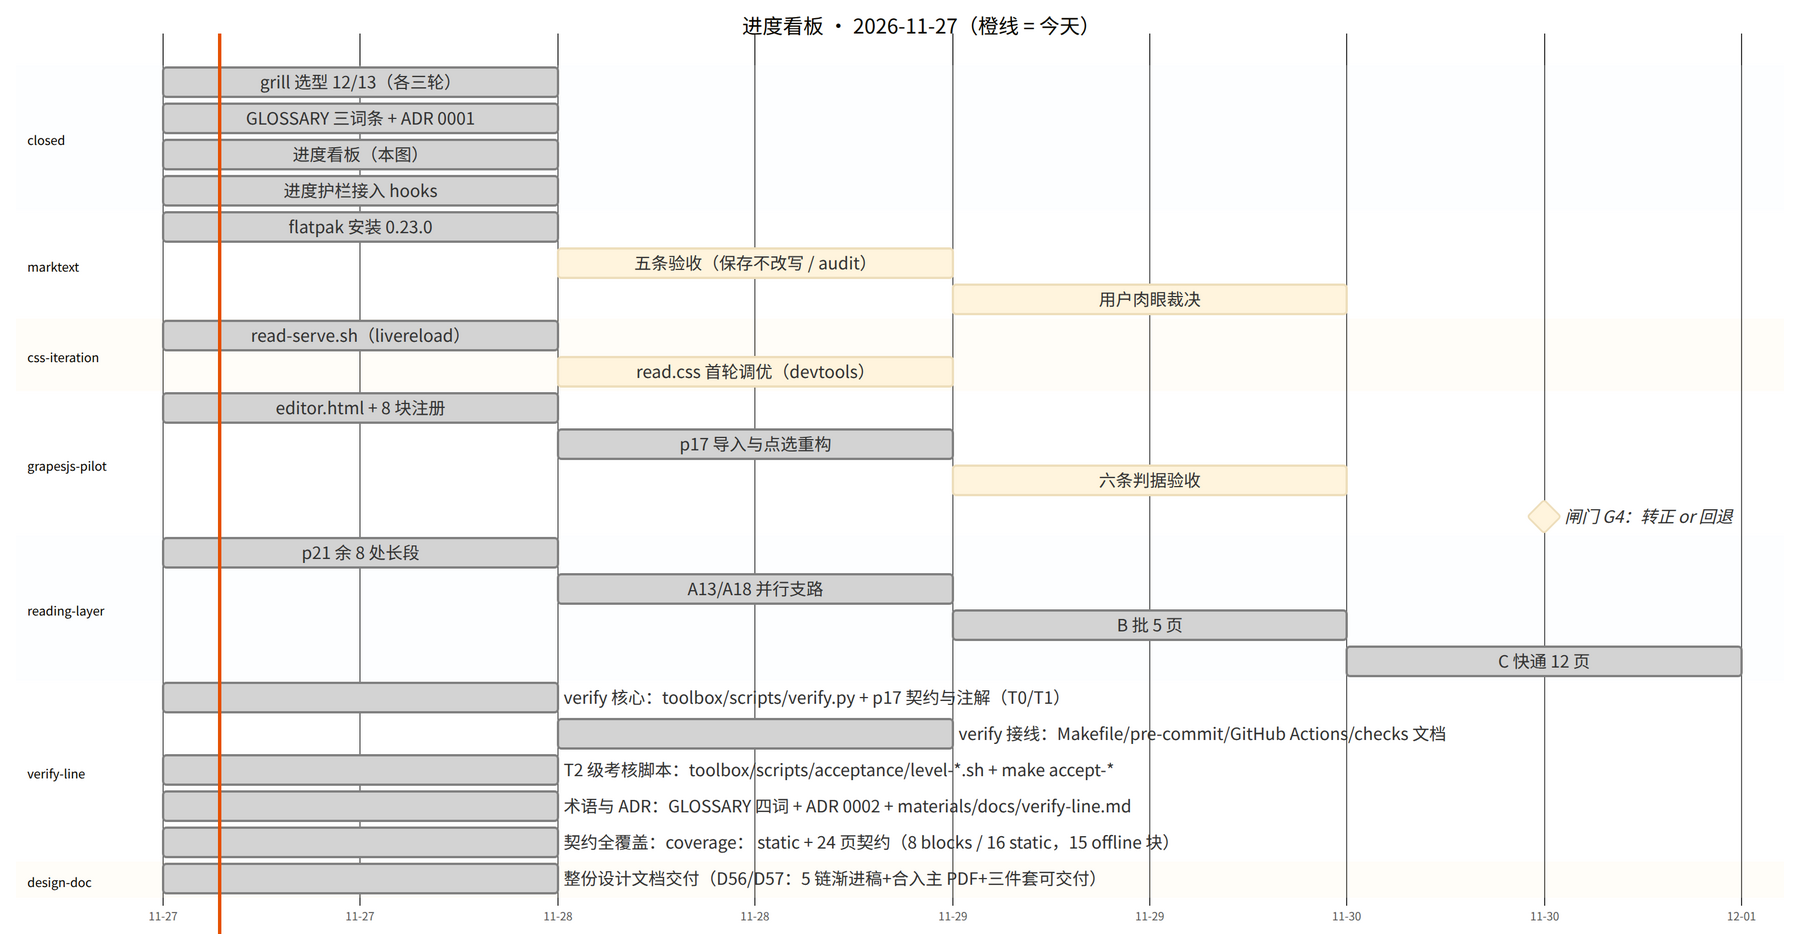 进度看板 · 2026-11-27（橙线 = 今天）
closed
grill 选型 12/13（各三轮）
GLOSSARY 三词条 + ADR 0001
进度看板（本图）
进度护栏接入 hooks
marktext
flatpak 安装 0.23.0
五条验收（保存不改写 / audit）
用户肉眼裁决
css-iteration
read-serve.sh（livereload）
read.css 首轮调优（devtools）
grapesjs-pilot
editor.html + 8 块注册
p17 导入与点选重构
六条判据验收
闸门 G4：转正 or 回退
reading-layer
p21 余 8 处长段
A13/A18 并行支路
B 批 5 页
C 快通 12 页
verify-line
verify 核心：toolbox/scripts/verify.py + p17 契约与注解（T0/T1）
verify 接线：Makefile/pre-commit/GitHub Actions/checks 文档
T2 级考核脚本：toolbox/scripts/acceptance/level-*.sh + make accept-*
术语与 ADR：GLOSSARY 四词 + ADR 0002 + materials/docs/verify-line.md
契约全覆盖：coverage： static + 24 页契约（8 blocks / 16 static，15 offline 块）
design-doc
整份设计文档交付（D56/D57：5 链渐进稿+合入主 PDF+三件套可交付）
11-27 11-27 11-28 11-28 11-29 11-29 11-30 11-30 12-01